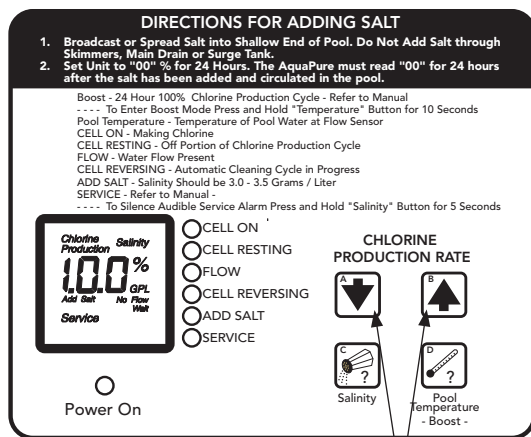 DIRECTIONS FOR ADDING SALT
1. Broadcast or Spread Salt into Shallow End of Pool. Do Not Add Salt through
Skimmers, Main Drain or Surge Tank.
2. Set Unit to "00" % for 24 Hours. The AquaPure must read "00" for 24 hours
after the salt has been added and circulated in the pool.
Boost - 24 Hour 100% Chlorine Production Cycle - Refer to Manual
- - - - To Enter Boost Mode Press and Hold "Temperature" Button for 10 Seconds
Pool Temperature - Temperature of Pool Water at Flow Sensor
CELL ON - Making Chlorine
CELL RESTING - Off Portion of Chlorine Production Cycle
FLOW - Water Flow Present
CELL REVERSING - Automatic Cleaning Cycle in Progress
ADD SALT - Salinity Should be 3.0 - 3.5 Grams / Liter
SERVICE - Refer to Manual -
- - - - To Silence Audible Service Alarm Press and Hold "Salinity" Button for 5 Seconds
Chlorine
Production Salinity
1.0.0 %
GPL
Add Salt No Flow
Wait
Service
Power On
CELL ON
CELL RESTING
FLOW
CELL REVERSING
ADD SALT
SERVICE
CHLORINE
PRODUCTION RATE
A B
C ? D ?
Salinity Pool
Temperature
- Boost -